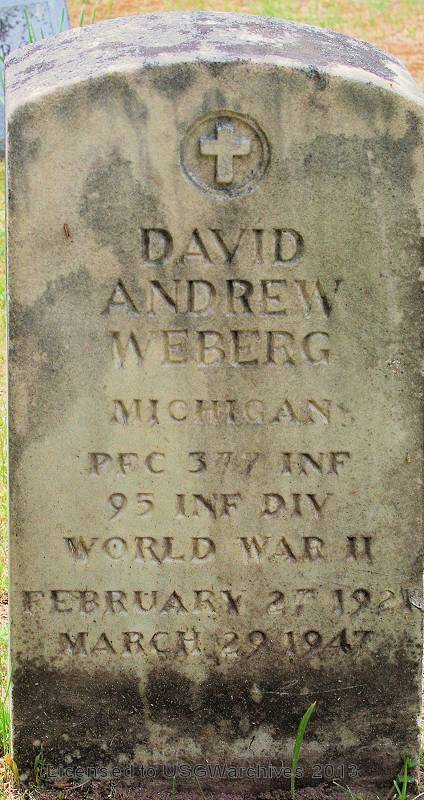 DAVID
ANDREW
WEBERG
MICHIGAN
PFC 377 INF
95 INF DIV
WORLD WAR II
FEBRUARY 27 1921
MARCH 29 1947
Licensed to USGWarchives 2013